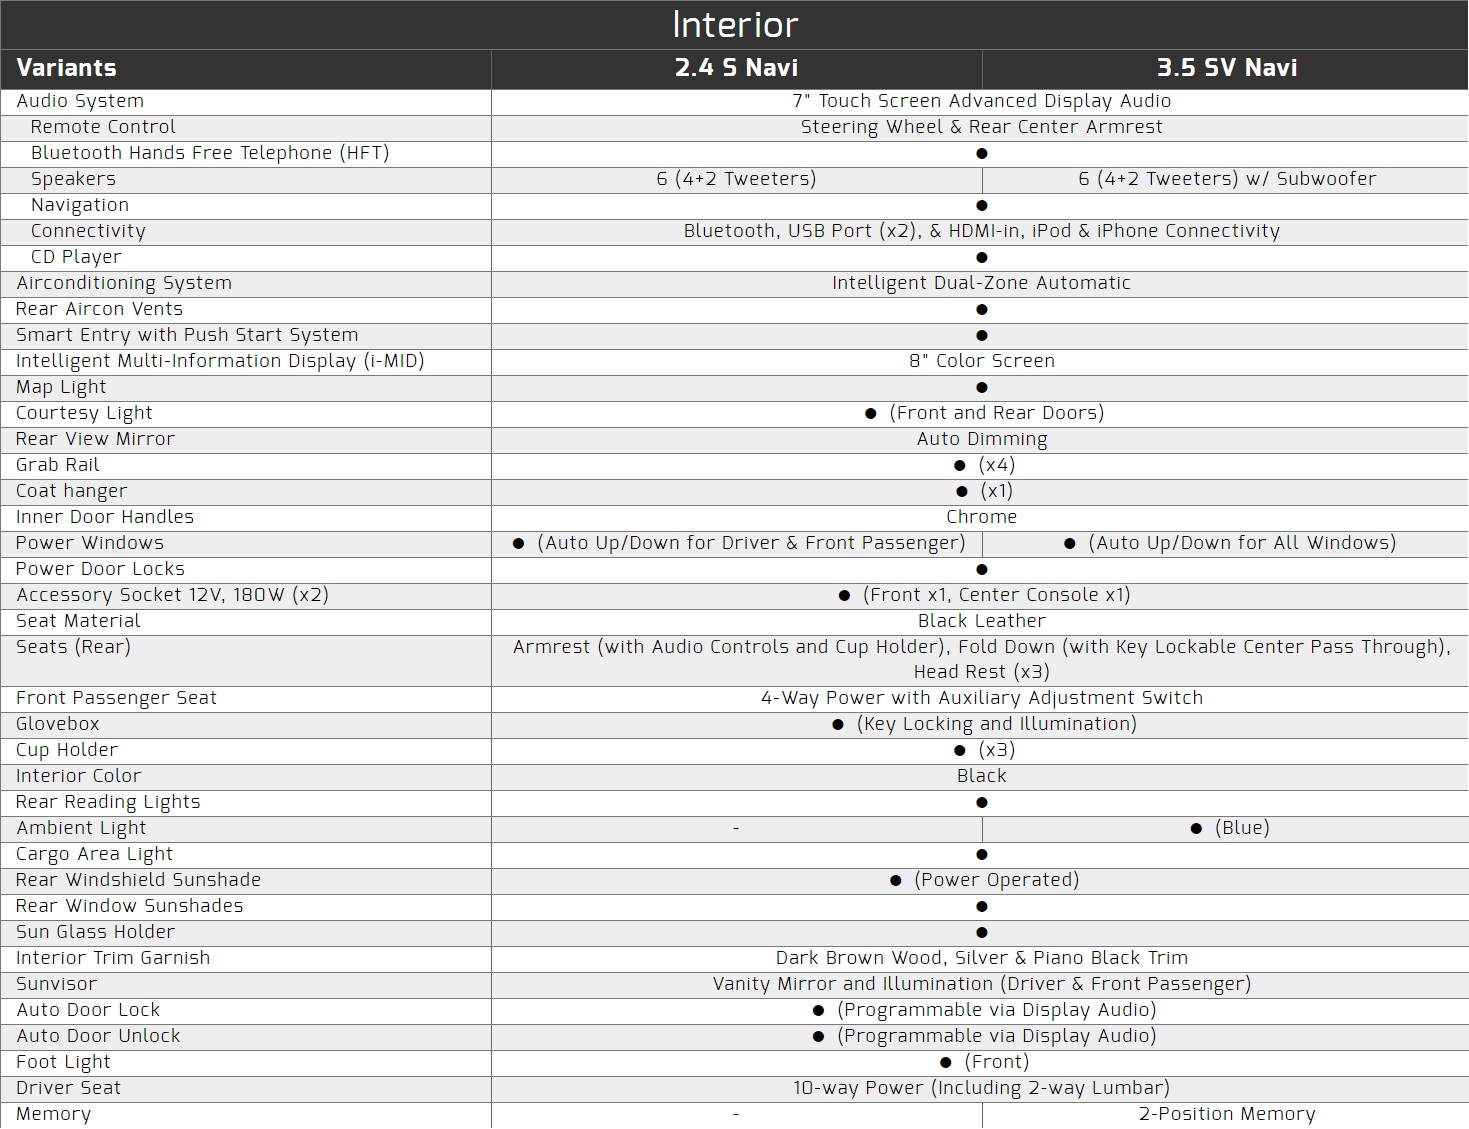 Interior
Variants 2.4 S Navi 3.5 SV Navi
Audio System 7" Touch Screen Advanced Display Audio
Remote Control Steering Wheel & Rear Center Armrest
Bluetooth Hands Free Telephone (HFT) ●
Speakers 6 (4+2 Tweeters) 6 (4+2 Tweeters) w/ Subwoofer
Navigation ●
Connectivity Bluetooth, USB Port (x2), & HDMI-in, iPod & iPhone Connectivity
CD Player ●
Airconditioning System Intelligent Dual-Zone Automatic
Rear Aircon Vents ●
Smart Entry with Push Start System ●
Intelligent Multi-Information Display (i-MID) 8" Color Screen
Map Light ●
Courtesy Light ● (Front and Rear Doors)
Rear View Mirror Auto Dimming
Grab Rail ● (x4)
Coat hanger ● (x1)
Inner Door Handles Chrome
Power Windows ● (Auto Up/Down for Driver & Front Passenger) ● (Auto Up/Down for All Windows)
Power Door Locks ●
Accessory Socket 12V, 180W (x2) ● (Front x1, Center Console x1)
Seat Material Black Leather
Seats (Rear) Armrest (with Audio Controls and Cup Holder), Fold Down (with Key Lockable Center Pass Through),
Head Rest (x3)
Front Passenger Seat 4-Way Power with Auxiliary Adjustment Switch
Glovebox ● (Key Locking and Illumination)
Cup Holder ● (x3)
Interior Color Black
Rear Reading Lights ●
Ambient Light - ● (Blue)
Cargo Area Light ●
Rear Windshield Sunshade ● (Power Operated)
Rear Window Sunshades ●
Sun Glass Holder ●
Interior Trim Garnish Dark Brown Wood, Silver & Piano Black Trim
Sunvisor Vanity Mirror and Illumination (Driver & Front Passenger)
Auto Door Lock ● (Programmable via Display Audio)
Auto Door Unlock ● (Programmable via Display Audio)
Foot Light ● (Front)
Driver Seat 10-way Power (Including 2-way Lumbar)
Memory - 2-Position Memory